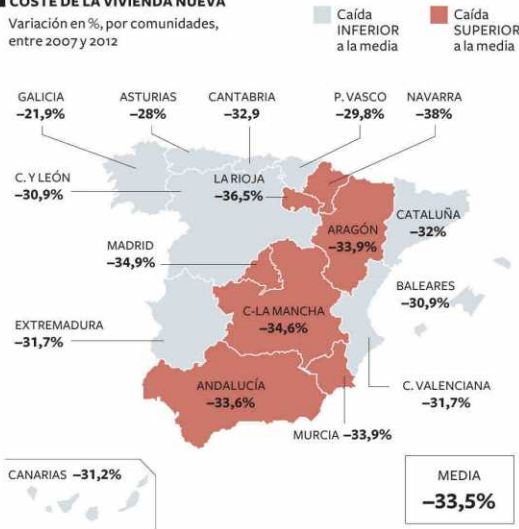 COSTE DE LA VIVIENDA NUEVA
Variación en %, por comunidades,
entre 2007 y 2012
Caída
INFERIOR
a la media
Caída
SUPERIOR
a la media
GALICIA
–21,9%
ASTURIAS
–28%
CANTABRIA
–32,9
P. VASCO
–29,8%
NAVARRA
–38%
C. Y LEÓN
–30,9%
LA RIOJA
–36,5%
ARAGÓN
–33,9%
CATALUÑA
–32%
MADRID
–34,9%
BALEARES
–30,9%
C-LA MANCHA
–34,6%
EXTREMADURA
–31,7%
ANDALUCÍA
–33,6%
C. VALENCIANA
–31,7%
MURCIA –33,9%
CANARIAS –31,2%
MEDIA
–33,5%